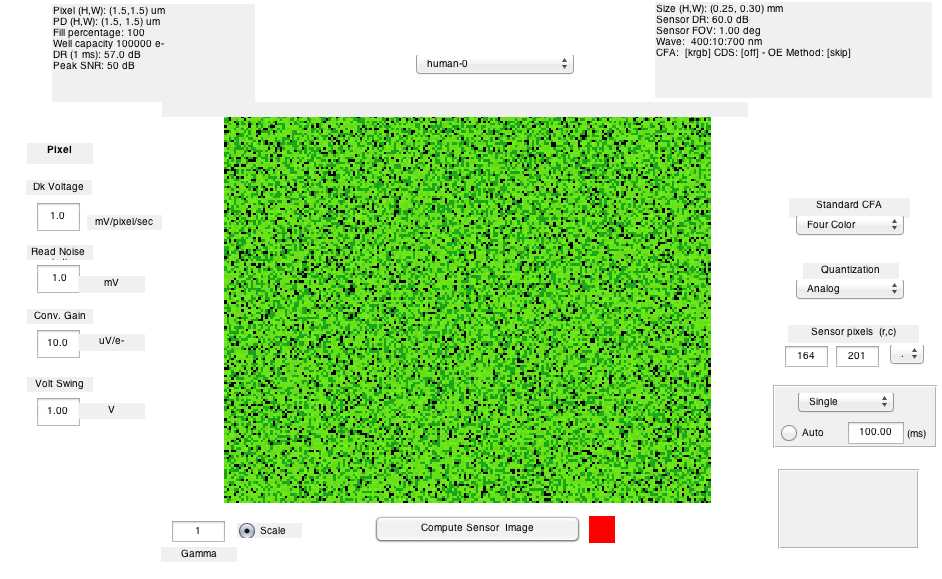 Pixel (H,W): (1.5,1.5) um
PD (H,W): (1.5, 1.5) um
Fill percentage: 100
Well capacity 100000 e-
DR (1 ms): 57.0 dB
Peak SNR: 50 dB
human-0
Size (H,W): (0.25, 0.30) mm
Sensor DR: 60.0 dB
Sensor FOV: 1.00 deg
Wave:  400:10:700 nm
CFA:  [krgb] CDS: [off] - OE Method: [skip]
Pixel
Dk Voltage
1.0 mV/pixel/sec
Read Noise
1.0 mV
Conv. Gain
10.0 uV/e-
Volt Swing
1.00 V
Standard CFA
Four Color
Quantization
Analog
Sensor pixels  (r,c)
164 201 .
Single
Auto 100.00 (ms)
1 Scale
Gamma
Compute Sensor  Image